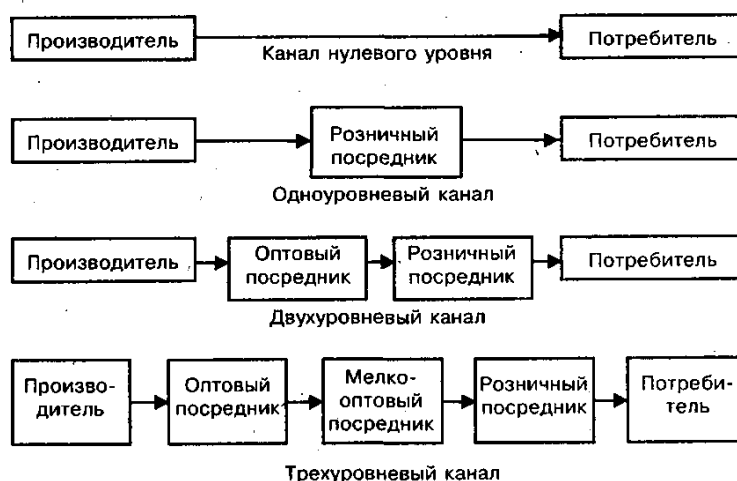 Производитель
Потребитель
Канал нулевого уровня
Производитель
Розничный
посредник
Потребитель
Одноуровневый канал
Производитель
Оптовый
посредник
Розничный
посредник
Потребитель
Двухуровневый канал
Произво-
дитель
Оптовый
посредник
Мелко-
оптовый
посредник
Розничный
посредник
Потреби-
тель
Трехуровневый канал